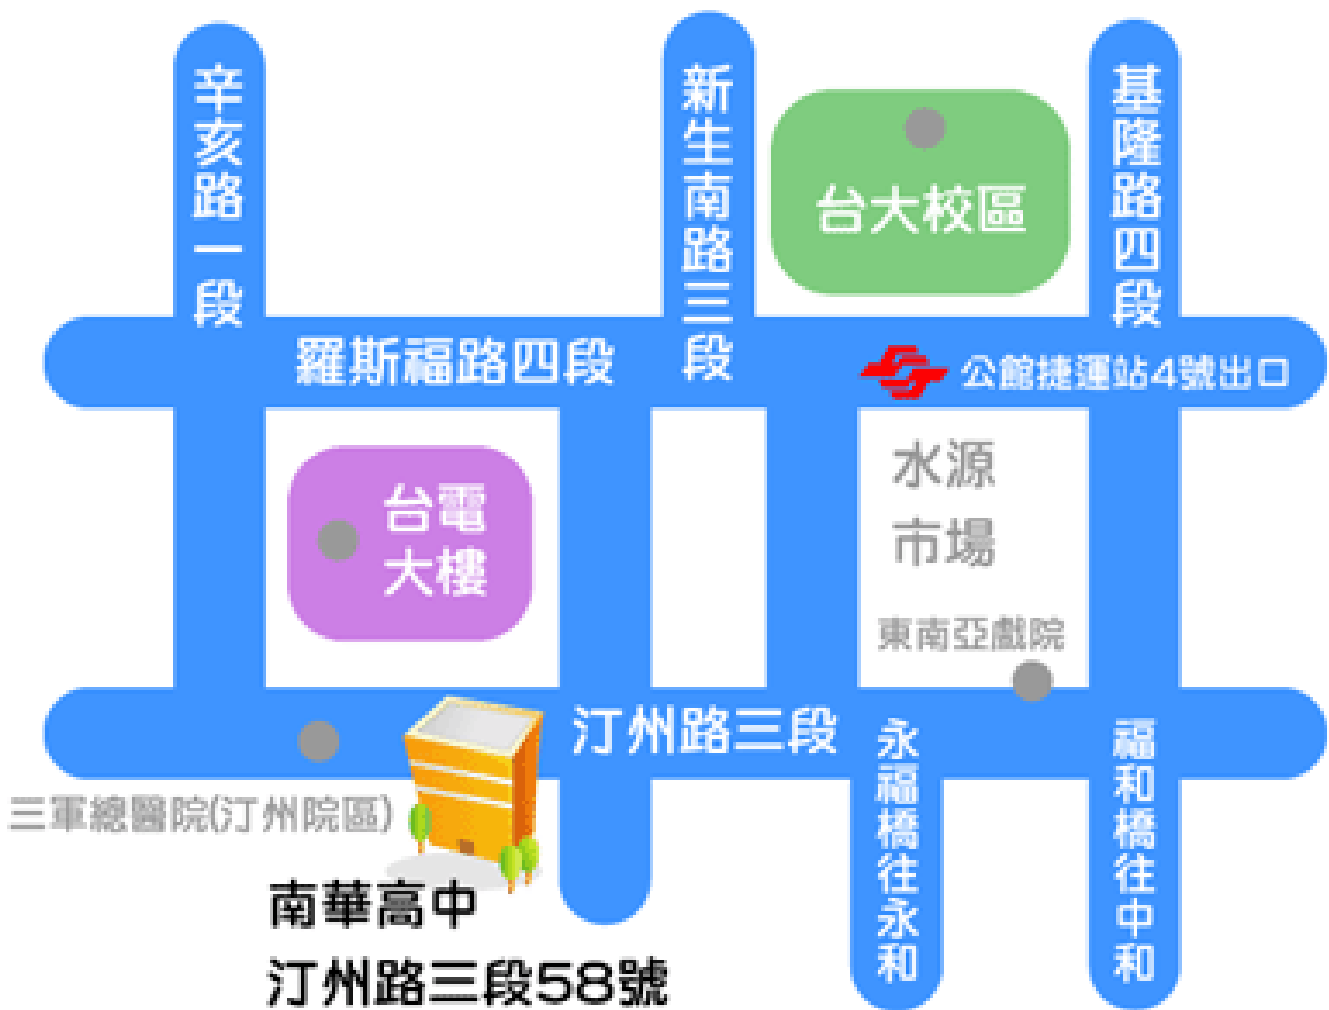 辛亥路一段
新生南路三段
基隆路四段
台大校區
羅斯福路四段
公館捷運站4號出口
台電
大樓
水源
市場
東南亞戲院
汀州路三段
永福橋往永和
福和橋往中和
三軍總醫院(汀州院區)
南華高中
汀州路三段58號